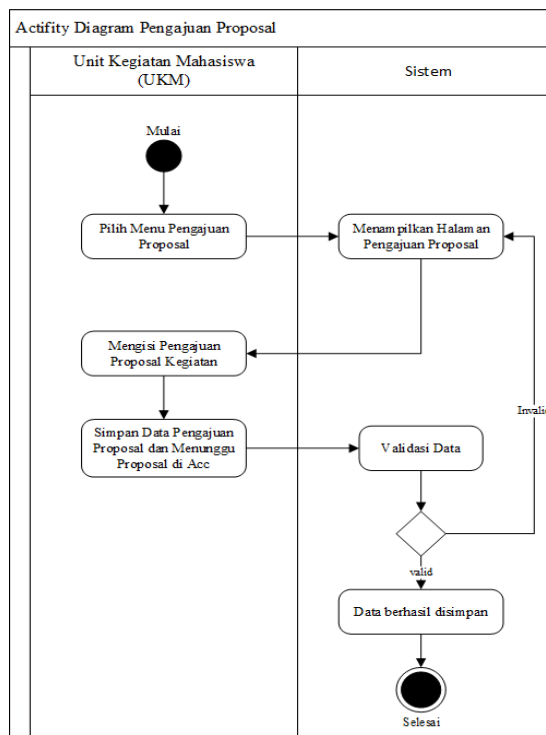 Actifity Diagram Pengajuan Proposal
Unit Kegiatan Mahasiswa
(UKM)
Sistem
Mulai
Pilih Menu Pengajuan
Proposal
Menampilkan Halaman
Pengajuan Proposal
Mengisi Pengajuan
Proposal Kegiatan
Invalid
Simpan Data Pengajuan
Proposal dan Menunggu
Proposal di Acc
Validasi Data
valid
Data berhasil disimpan
Selesai